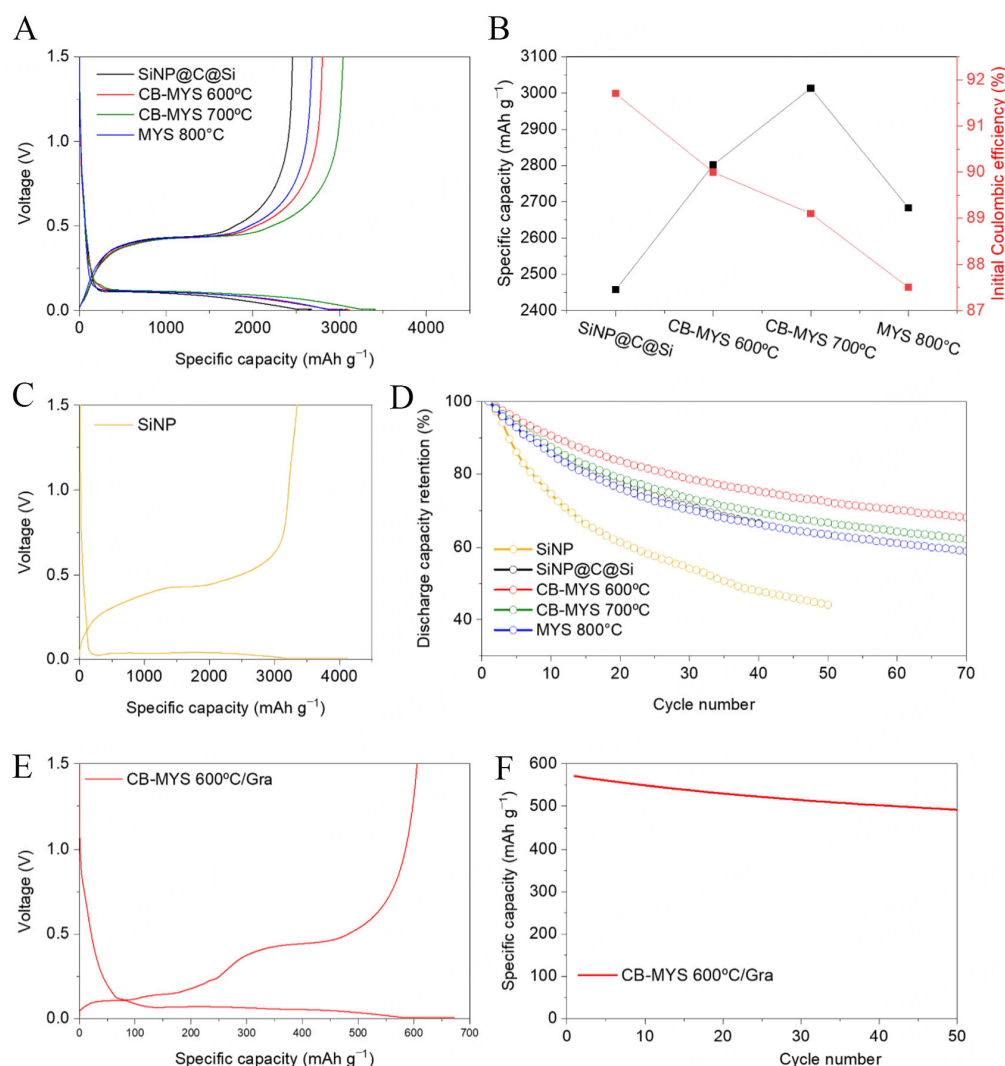 A
1.5
1.0
0.5
0.0
Voltage (V)
SiNP@C@Si
CB-MYS 600ºC
CB-MYS 700ºC
MYS 800°C
0
1000
2000
3000
4000
Specific capacity (mAh g⁻¹)
B
3100
3000
2900
2800
2700
2600
2500
2400
Specific capacity (mAh g⁻¹)
92
91
90
89
88
87
Initial Coulombic efficiency (%)
SiNP@C@Si
CB-MYS 600ºC
CB-MYS 700ºC
MYS 800°C
C
1.5
1.0
0.5
0.0
Voltage (V)
SiNP
0
1000
2000
3000
4000
Specific capacity (mAh g⁻¹)
D
100
80
60
40
Discharge capacity retention (%)
SiNP
SiNP@C@Si
CB-MYS 600ºC
CB-MYS 700ºC
MYS 800°C
0
10
20
30
40
50
60
70
Cycle number
E
1.5
1.0
0.5
0.0
Voltage (V)
CB-MYS 600ºC/Gra
0
100
200
300
400
500
600
700
Specific capacity (mAh g⁻¹)
F
600
500
400
300
200
100
0
Specific capacity (mAh g⁻¹)
CB-MYS 600ºC/Gra
10
20
30
40
50
Cycle number